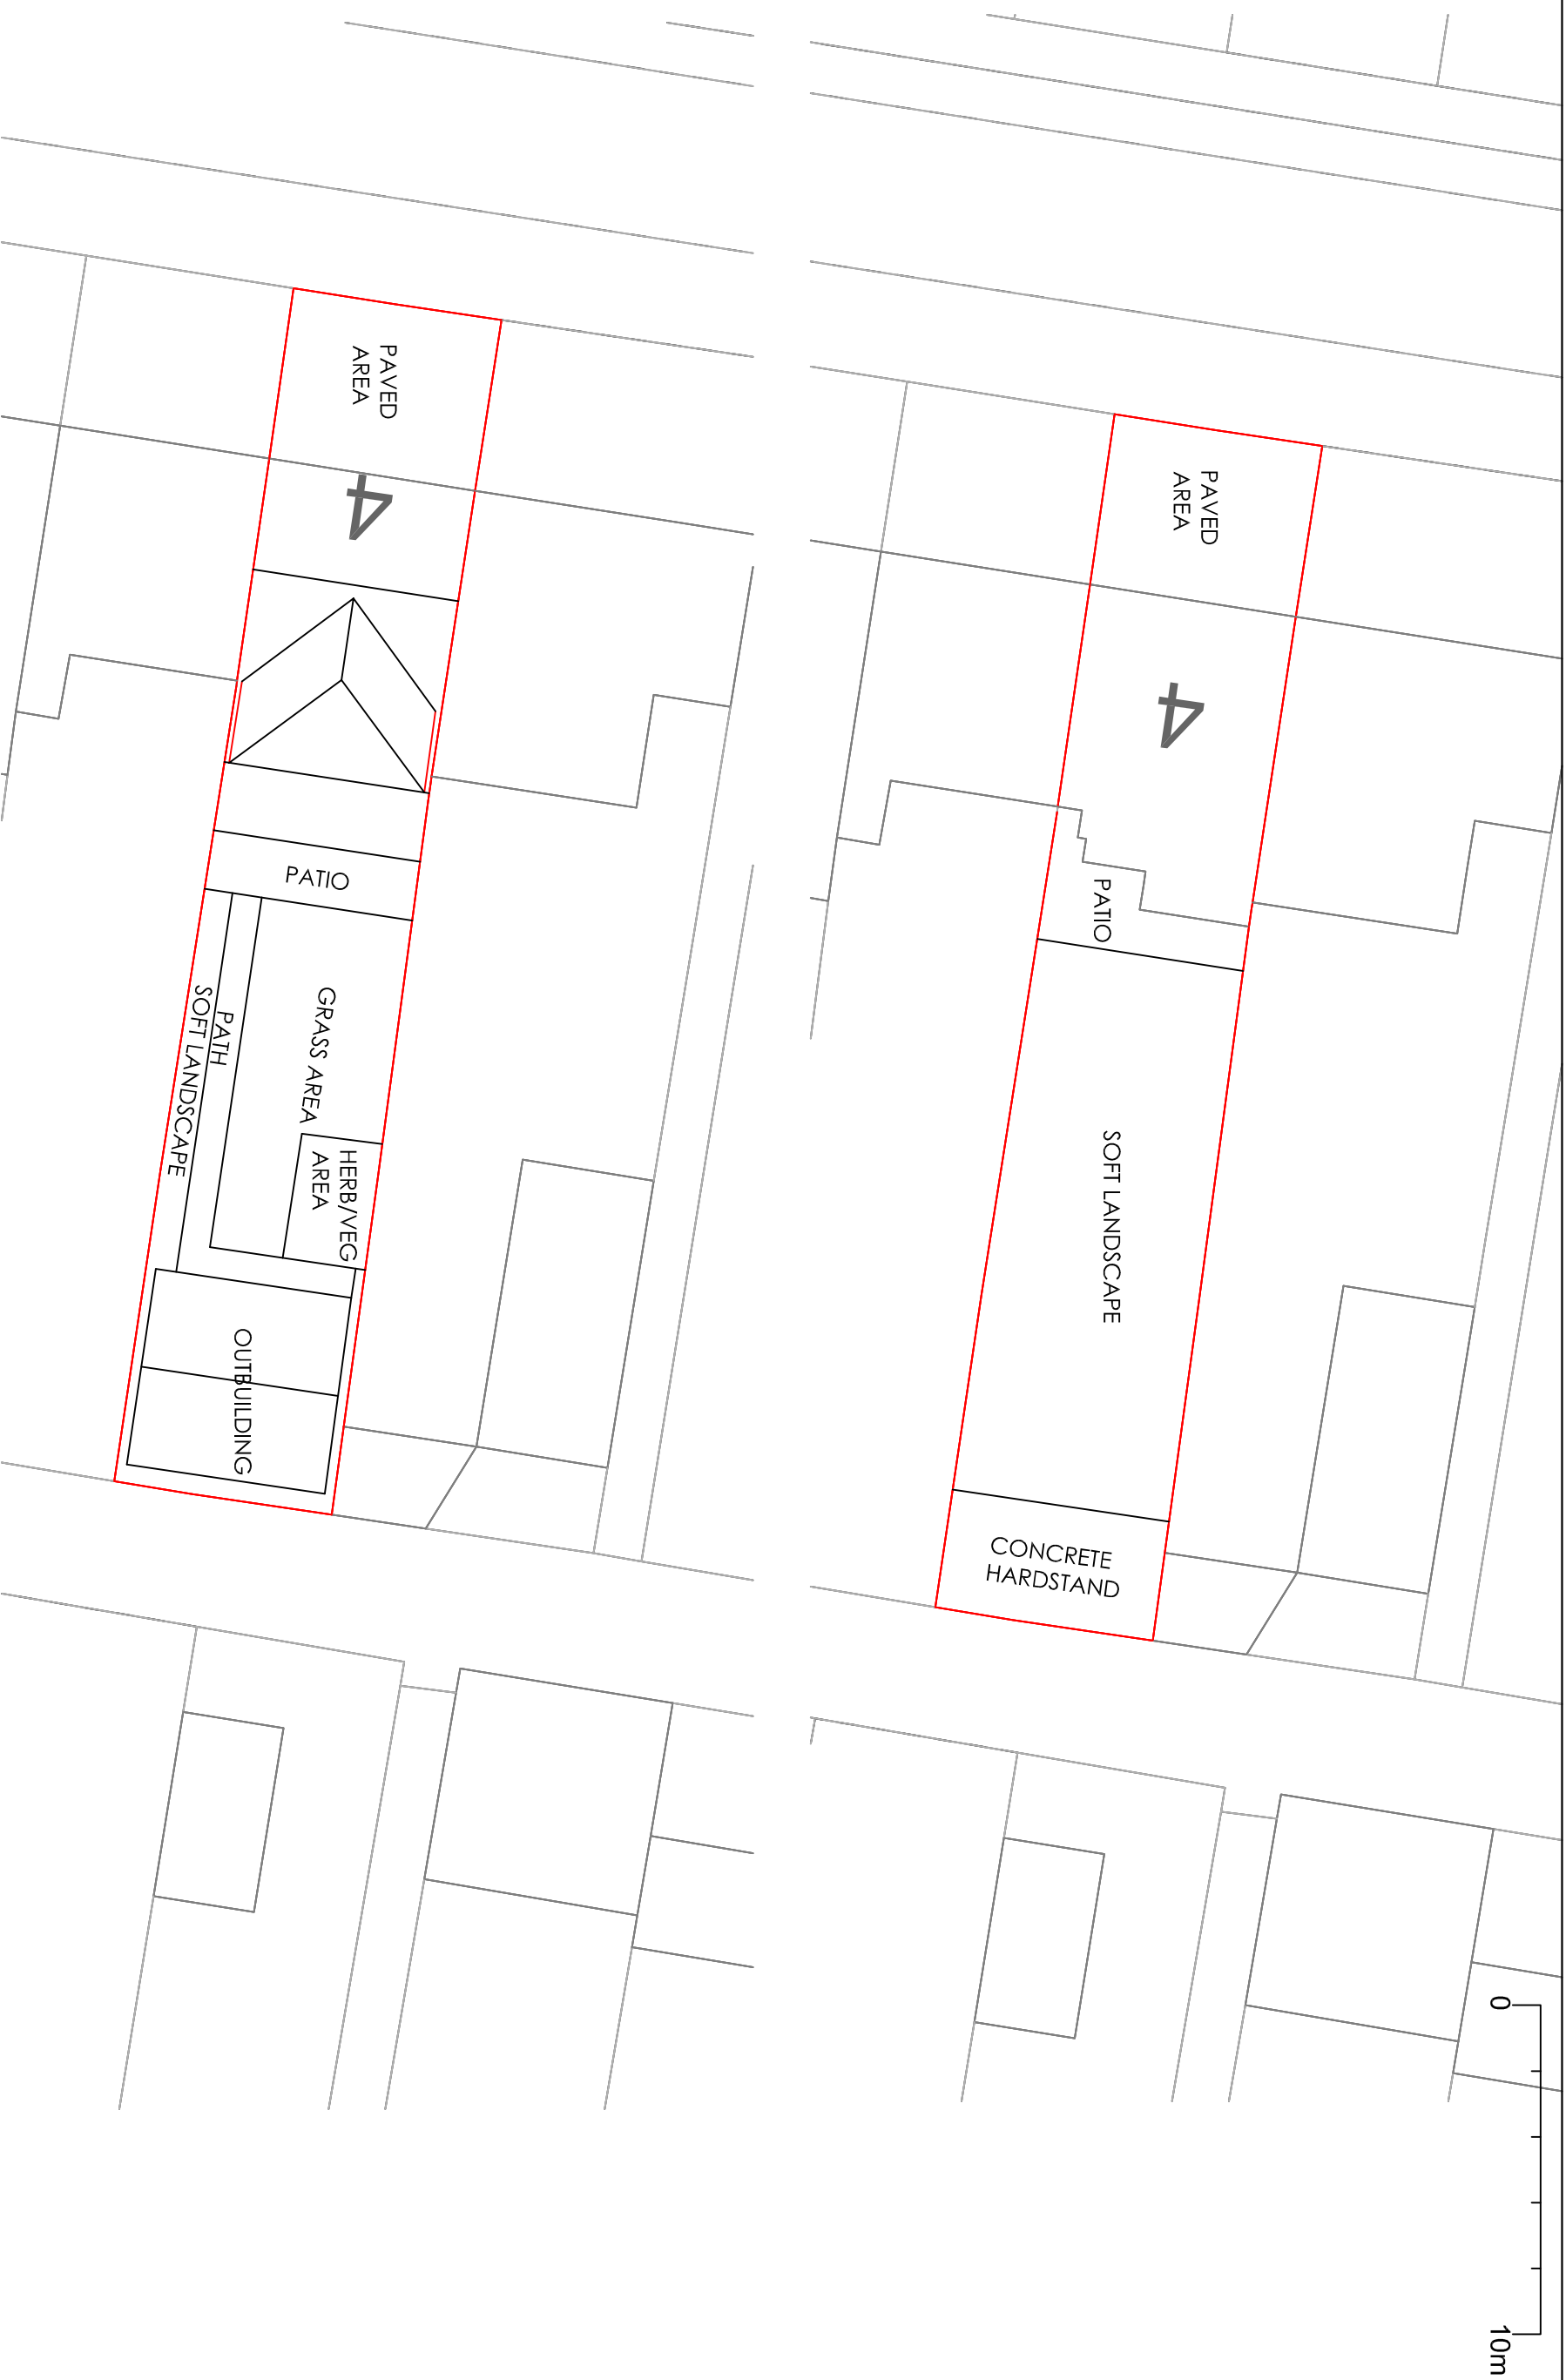 PAVED
AREA
4
PATIO
SOFT LANDSCAPE
CONCRETE
HARDSTAND
0
10m
PAVED
AREA
4
PATIO
GRASS AREA
PATH
SOFT LANDSCAPE
HERB/VEG
AREA
OUTBUILDING